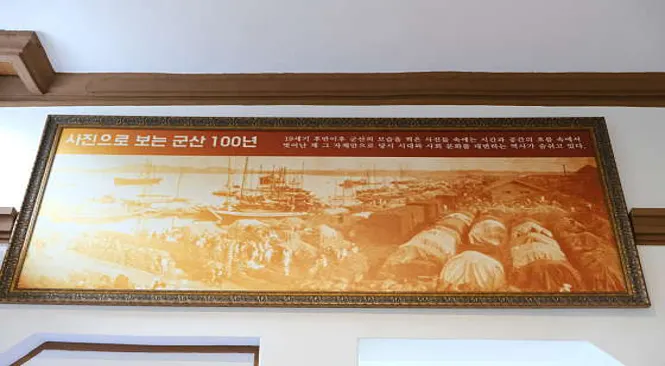 사진으로 보는 군산 100년
19세기 후반이후 군산의 모습을 찍은 사진들 속에는 시간과 공간의 흐름 속에서
벗어난 채 그 자체만으로 당시 시대와 사회 문화를 대변하는 역사가 숨쉬고 있다.